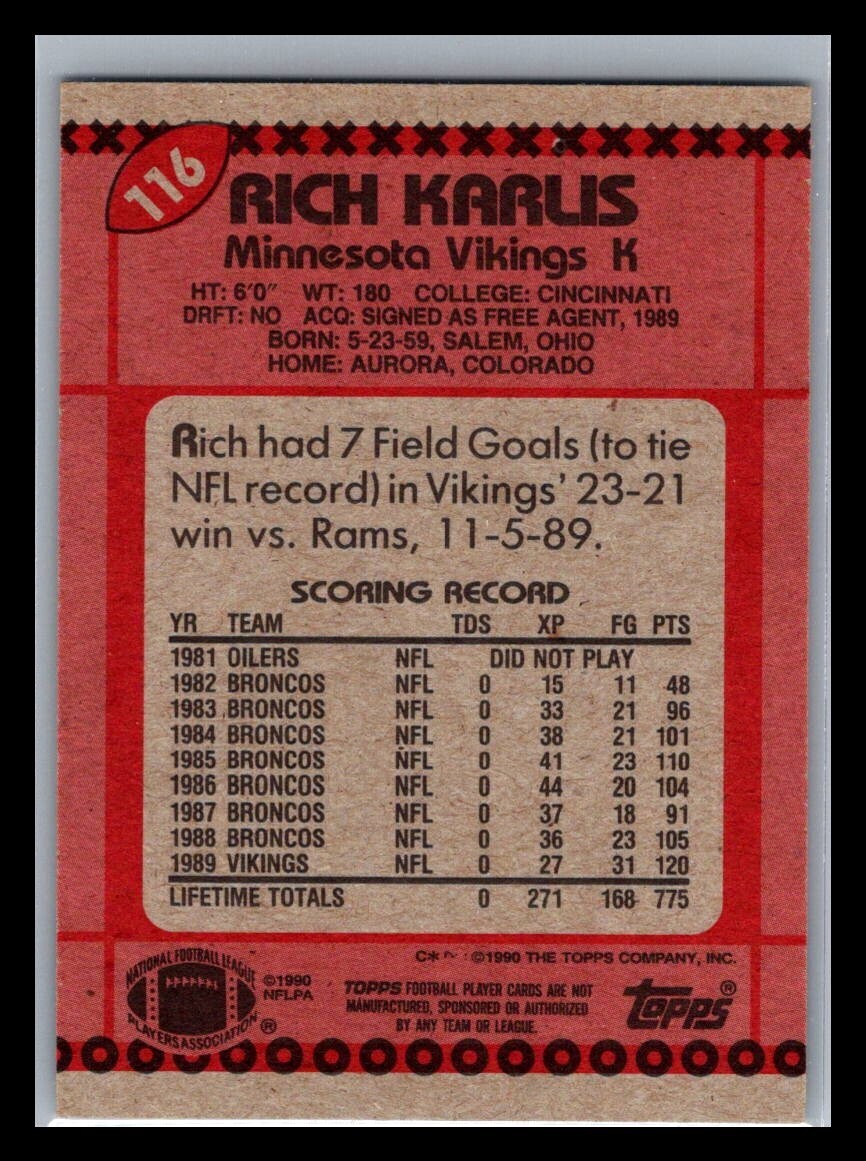 116
RICH KARLIS
Minnesota Vikings K
HT: 6'0" WT: 180 COLLEGE: CINCINNATI
DRFT: NO ACQ: SIGNED AS FREE AGENT, 1989
BORN: 5-23-59, SALEM, OHIO
HOME: AURORA, COLORADO
Rich had 7 Field Goals (to tie
NFL record) in Vikings' 23-21
win vs. Rams, 11-5-89.
SCORING RECORD
YR TEAM TDS XP FG PTS
1981 OILERS NFL DID NOT PLAY
1982 BRONCOS NFL 0 15 11 48
1983 BRONCOS NFL 0 33 21 96
1984 BRONCOS NFL 0 38 21 101
1985 BRONCOS NFL 0 41 23 110
1986 BRONCOS NFL 0 44 20 104
1987 BRONCOS NFL 0 37 18 91
1988 BRONCOS NFL 0 36 23 105
1989 VIKINGS NFL 0 27 31 120
LIFETIME TOTALS 0 271 168 775
C* ©1990 THE TOPPS COMPANY, INC.
NATIONAL FOOTBALL LEAGUE
PLAYERS ASSOCIATION ®
©1990
NFLPA
TOPPS FOOTBALL PLAYER CARDS ARE NOT
MANUFACTURED, SPONSORED OR AUTHORIZED
BY ANY TEAM OR LEAGUE.
topps ®